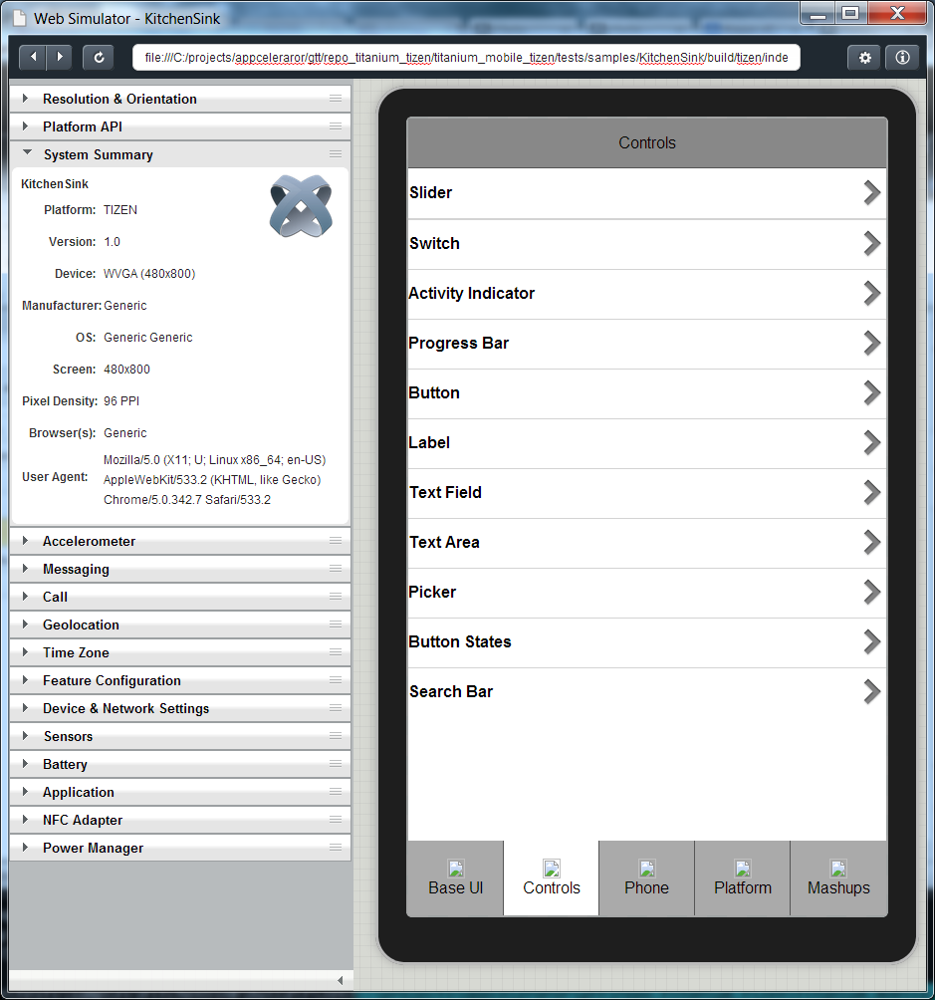 Web Simulator - KitchenSink
file:///C:/projects/appceleraror/gtt/repo_titanium_tizen/titanium_mobile_tizen/tests/samples/KitchenSink/build/tizen/inde
Resolution & Orientation
Platform API
System Summary
KitchenSink
Platform: TIZEN
Version: 1.0
Device: WVGA (480x800)
Manufacturer: Generic
OS: Generic Generic
Screen: 480x800
Pixel Density: 96 PPI
Browser(s): Generic
User Agent: Mozilla/5.0 (X11; U; Linux x86_64; en-US)
AppleWebKit/533.2 (KHTML, like Gecko)
Chrome/5.0.342.7 Safari/533.2
Accelerometer
Messaging
Call
Geolocation
Time Zone
Feature Configuration
Device & Network Settings
Sensors
Battery
Application
NFC Adapter
Power Manager
Controls
Slider
Switch
Activity Indicator
Progress Bar
Button
Label
Text Field
Text Area
Picker
Button States
Search Bar
Base UI
Controls
Phone
Platform
Mashups